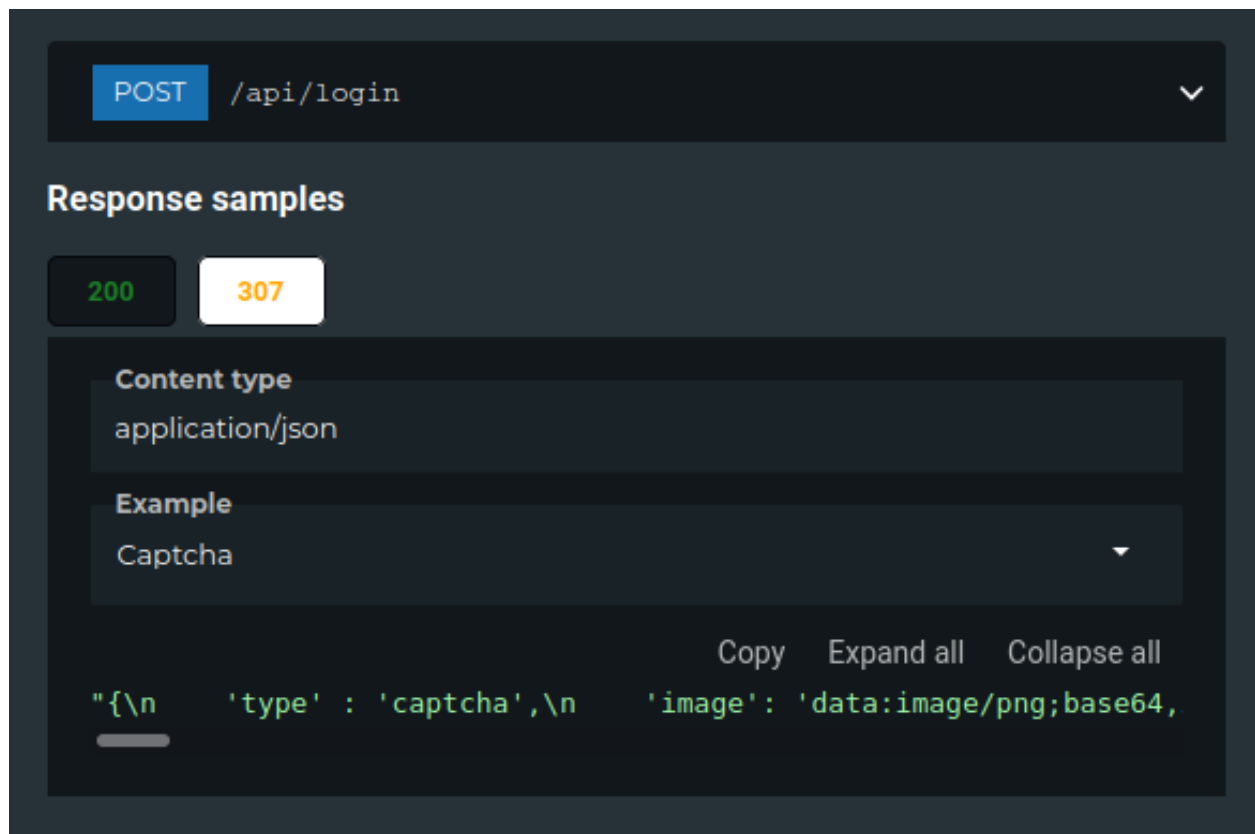 POST /api/login
Response samples
200 307
Content type
application/json
Example
Captcha
Copy Expand all Collapse all
"{\n    'type' : 'captcha',\n    'image': 'data:image/png;base64,